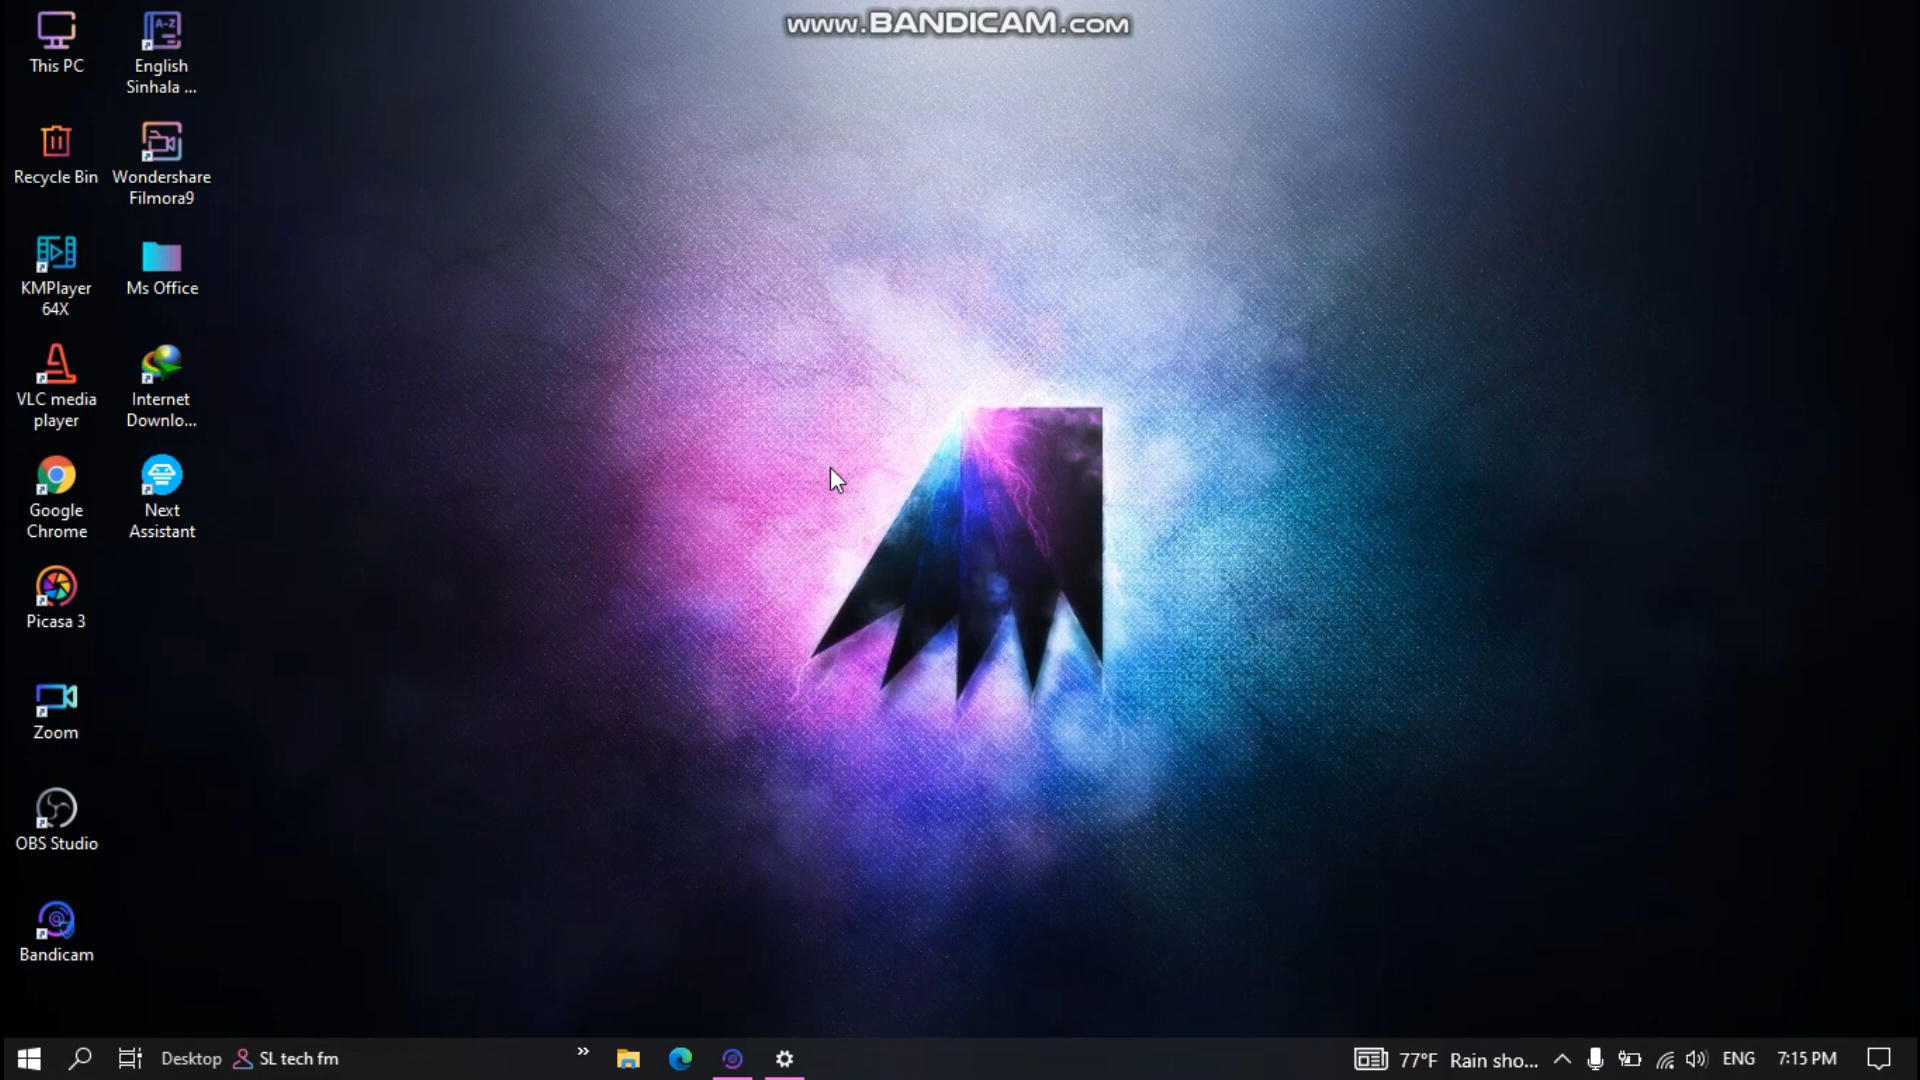 www.BANDICAM.com
This PC
English
Sinhala ...
Recycle Bin
Wondershare
Filmora9
KMPlayer
64X
Ms Office
VLC media
player
Internet
Downlo...
Google
Chrome
Next
Assistant
Picasa 3
Zoom
OBS Studio
Bandicam
Desktop SL tech fm » 77°F Rain sho... ENG 7:15 PM